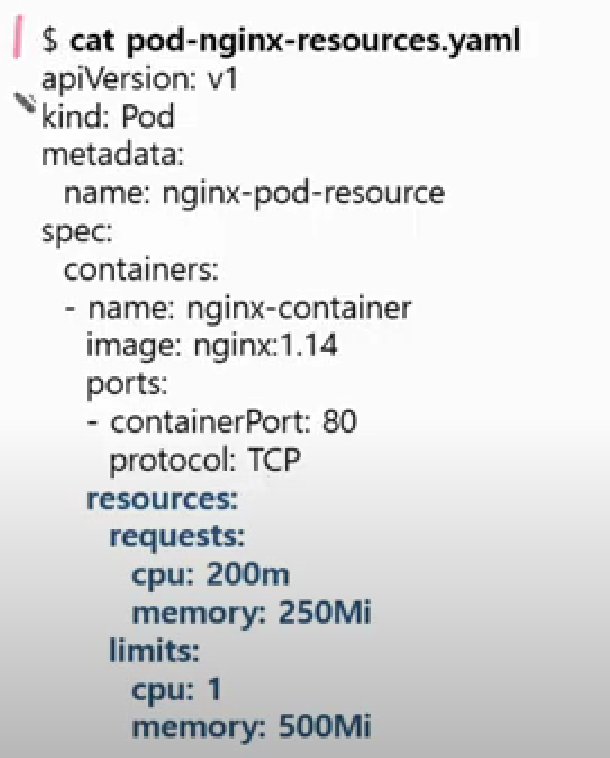 $ cat pod-nginx-resources.yaml
apiVersion: v1
kind: Pod
metadata:
  name: nginx-pod-resource
spec:
  containers:
  - name: nginx-container
    image: nginx:1.14
    ports:
    - containerPort: 80
      protocol: TCP
    resources:
      requests:
        cpu: 200m
        memory: 250Mi
      limits:
        cpu: 1
        memory: 500Mi